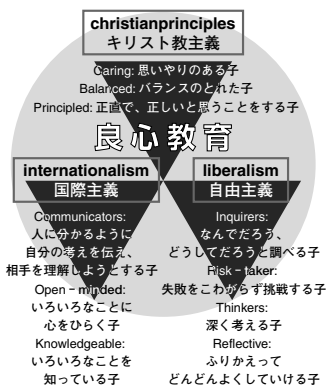 christianprinciples
キリスト教主義
Caring: 思いやりのある子
Balanced: バランスのとれた子
Principled: 正直で、正しいと思うことをする子
良心教育
internationalism
国際主義
Communicators:
人に分かるように
自分の考えを伝え、
相手を理解しようとする子
Open－minded:
いろいろなことに
心をひらく子
Knowledgeable:
いろいろなことを
知っている子
liberalism
自由主義
Inquirers:
なんでだろう、
どうしてだろうと調べる子
Risk－taker:
失敗をこわがらず挑戦する子
Thinkers:
深く考える子
Reflective:
ふりかえって
どんどんよくしていける子